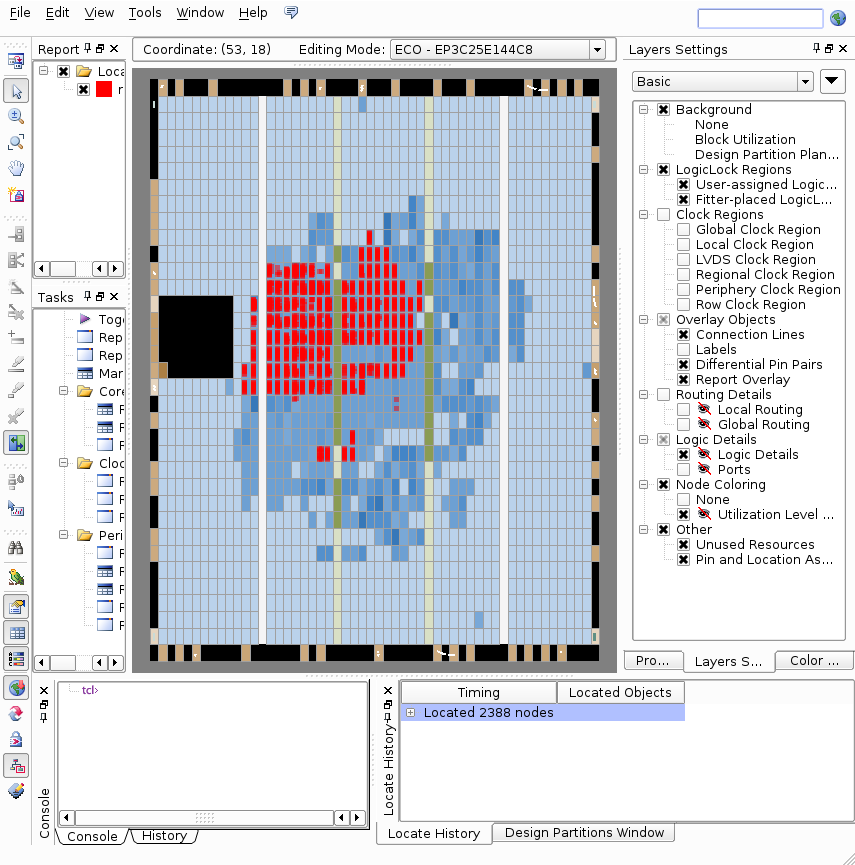 File Edit View Tools Window Help
Report
Coordinate: (53, 18) Editing Mode: ECO - EP3C25E144C8
Layers Settings
Loca
r
Basic
Background
None
Block Utilization
Design Partition Plan...
LogicLock Regions
User-assigned Logic...
Fitter-placed LogicL...
Clock Regions
Global Clock Region
Local Clock Region
LVDS Clock Region
Regional Clock Region
Periphery Clock Region
Row Clock Region
Overlay Objects
Connection Lines
Labels
Differential Pin Pairs
Report Overlay
Routing Details
Local Routing
Global Routing
Logic Details
Logic Details
Ports
Node Coloring
None
Utilization Level ...
Other
Unused Resources
Pin and Location As...
Tasks
Togg
Rep
Rep
Mar
Core
F
F
F
Cloc
F
F
F
Peri
F
F
F
F
F
Pro... Layers S... Color ...
tcl>
Console
Console History
Timing Located Objects
Located 2388 nodes
Locate History
Locate History Design Partitions Window